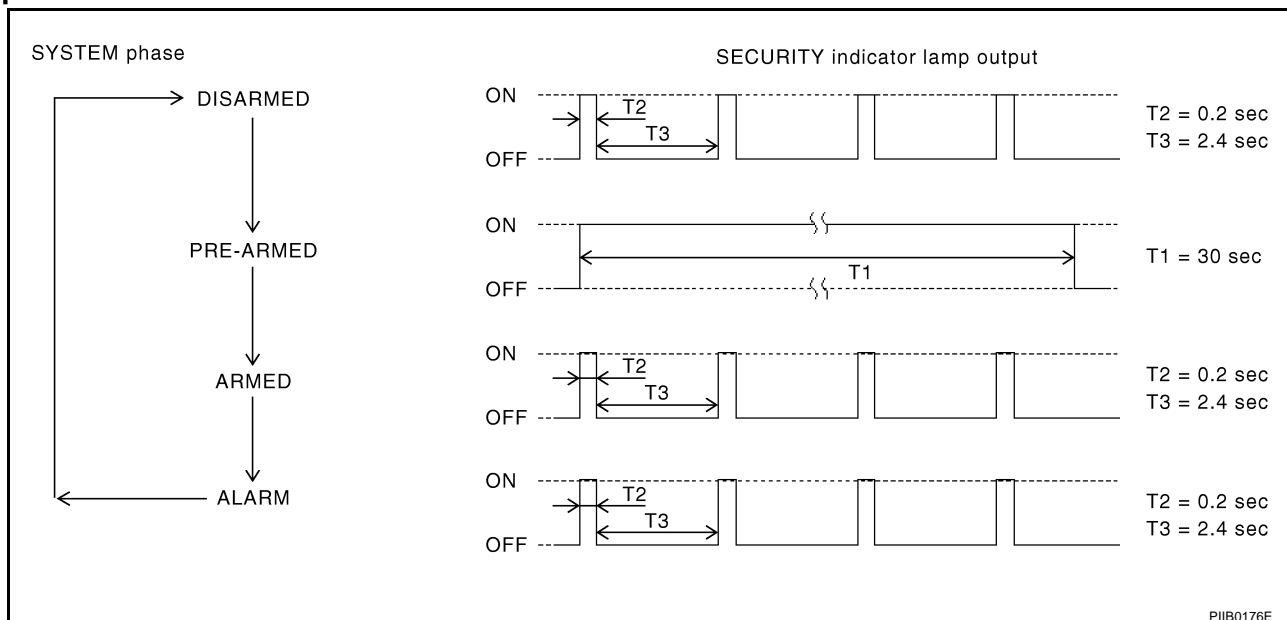 SYSTEM phase
SECURITY indicator lamp output
DISARMED
ON
T2
T3
OFF
T2 = 0.2 sec
T3 = 2.4 sec
PRE-ARMED
ON
T1
OFF
T1 = 30 sec
ARMED
ON
T2
T3
OFF
T2 = 0.2 sec
T3 = 2.4 sec
ALARM
ON
T2
T3
OFF
T2 = 0.2 sec
T3 = 2.4 sec
PIIB0176E